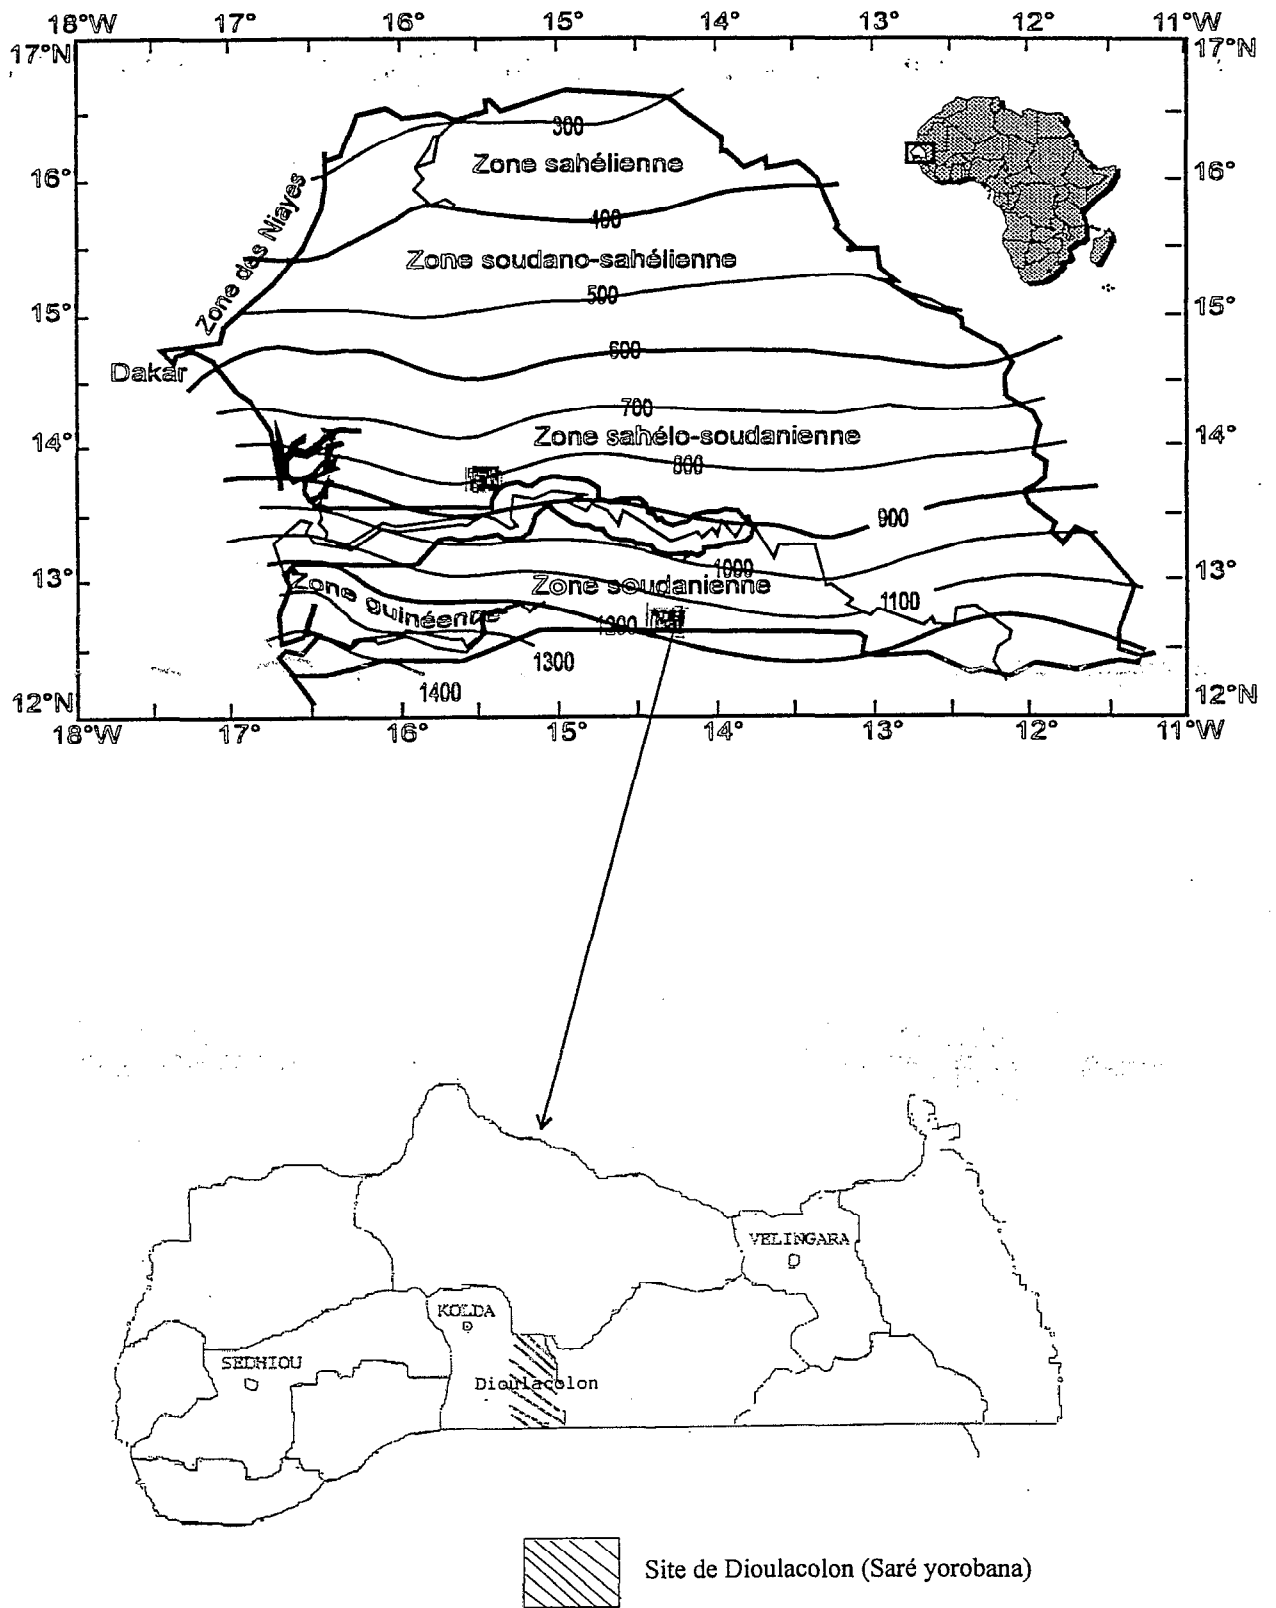 18°W 17° 16° 15° 14° 13° 12° 11°W
17°N 17°N
300
Zone sahélienne
16° 16°
Zone des Niayes
400
Zone soudano-sahélienne
500
15° 15°
600
Dakar
700
14° Zone sahélo-soudanienne 14°
800
900
1000
13° Zone soudanienne 13°
Zone guinéenne
1100
1200
1300
1400
12°N 12°N
18°W 17° 16° 15° 14° 13° 12° 11°W
VELINGARA
KOLDA
SEDHIOU
Dioulacolon
Site de Dioulacolon (Saré yorobana)